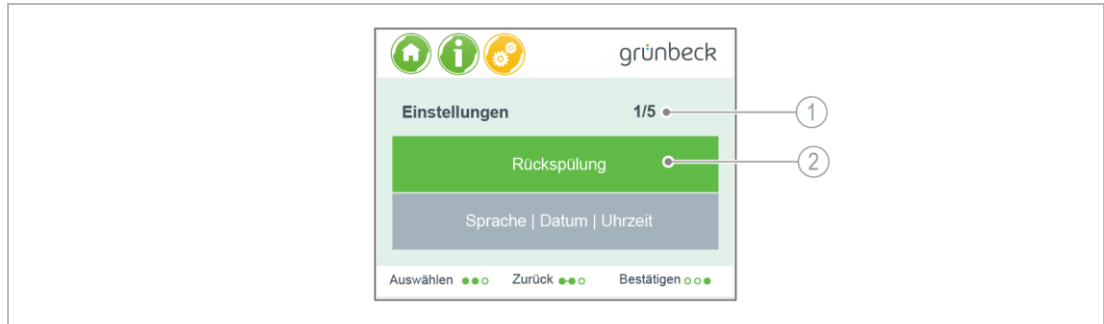 grünbeck
Einstellungen 1/5
1
Rückspülung
2
Sprache | Datum | Uhrzeit
Auswählen Zurück Bestätigen